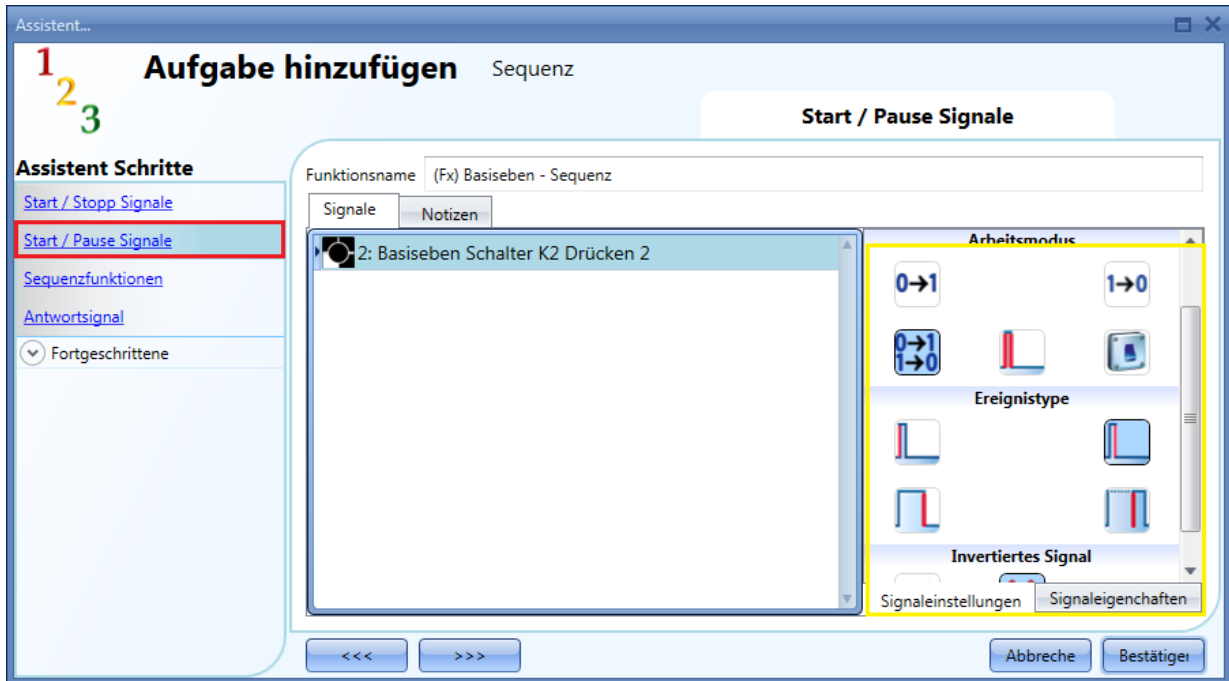 Assistent...
1 2 3
Aufgabe hinzufügen Sequenz
Start / Pause Signale
Assistent Schritte
Start / Stopp Signale
Start / Pause Signale
Sequenzfunktionen
Antwortsignal
Fortgeschrittene
Funktionsname (Fx) Basiseben - Sequenz
Signale Notizen
2: Basiseben Schalter K2 Drücken 2
Arbeitsmodus
0→1 1→0
0→1
1→0
Ereignistype
Invertiertes Signal
Signaleinstellungen Signaleigenchaften
<<< >>> Abbreche Bestätiger